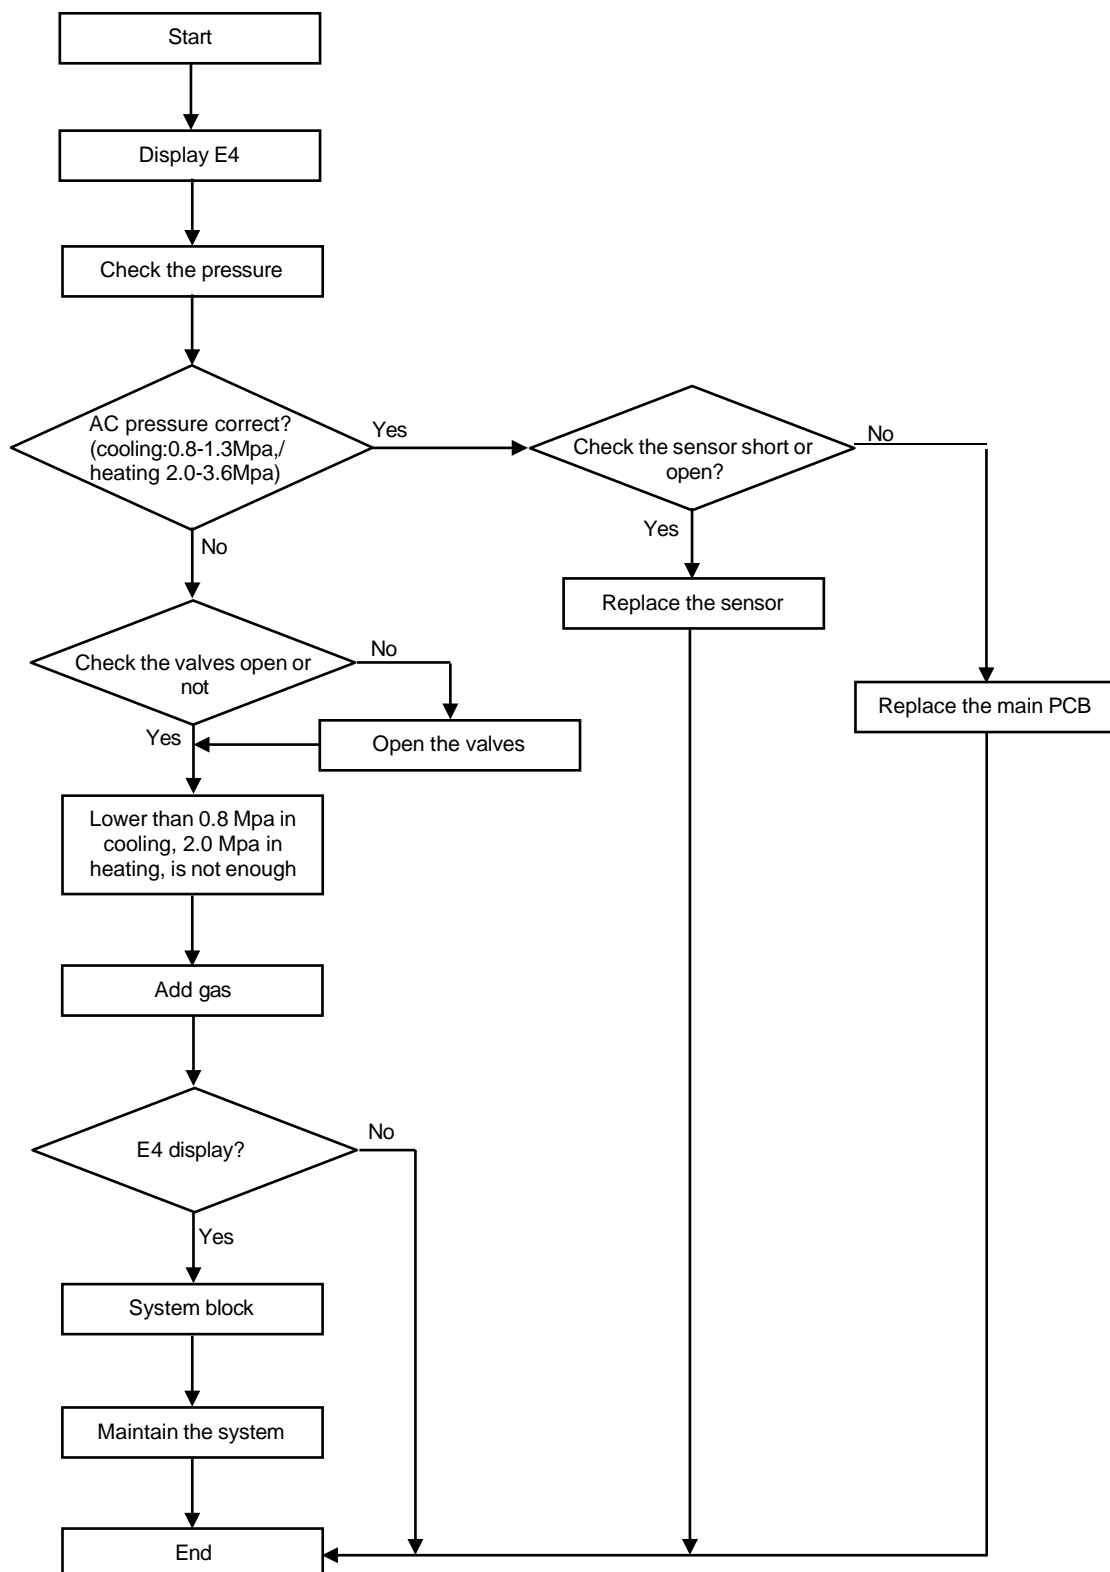 Start
Display E4
Check the pressure
AC pressure correct?
(cooling:0.8-1.3Mpa,/
heating 2.0-3.6Mpa)
Yes
Check the sensor short or
open?
No
No
Yes
Replace the sensor
Check the valves open or
not
No
Replace the main PCB
Yes
Open the valves
Lower than 0.8 Mpa in
cooling, 2.0 Mpa in
heating, is not enough
Add gas
E4 display?
No
Yes
System block
Maintain the system
End